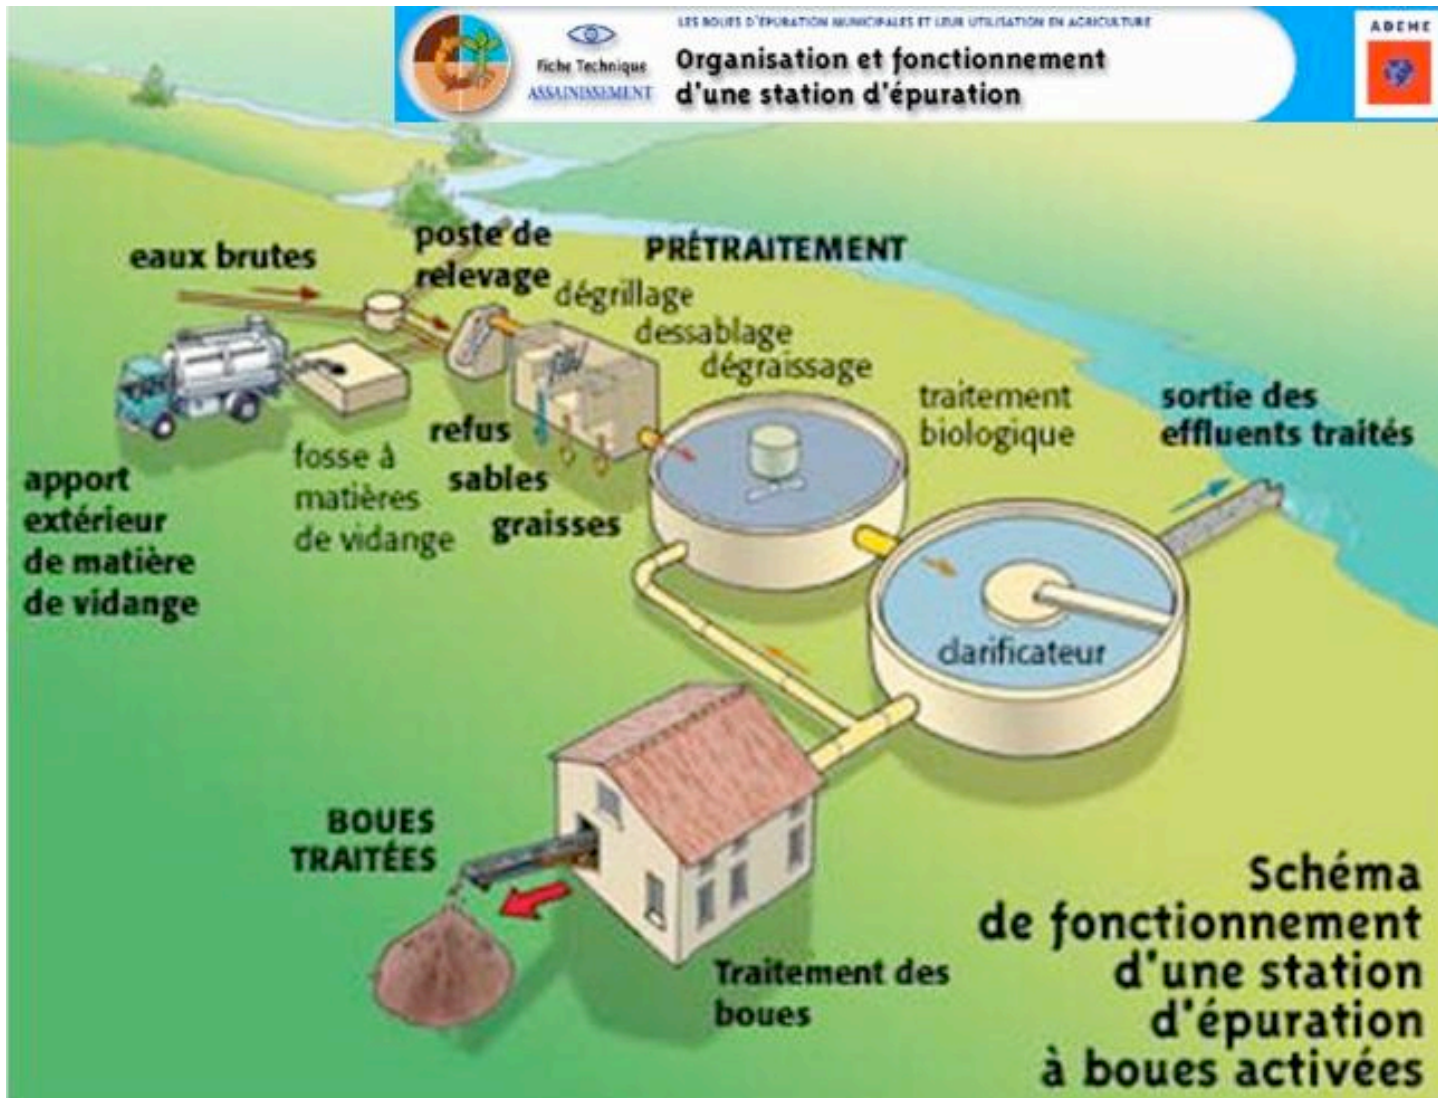 LES BOUES D'ÉPURATION MUNICIPALES ET LEUR UTILISATION EN AGRICULTURE
Fiche Technique
ASSAINISSEMENT
Organisation et fonctionnement
d'une station d'épuration
ADEME
eaux brutes
poste de
relevage
PRÉTRAITEMENT
dégrillage
dessablage
dégraissage
traitement
biologique
sortie des
effluents traités
refus
sables
graisses
fosse à
matières
de vidange
apport
extérieur
de matière
de vidange
clarificateur
BOUES
TRAITÉES
Traitement des
boues
Schéma
de fonctionnement
d'une station
d'épuration
à boues activées